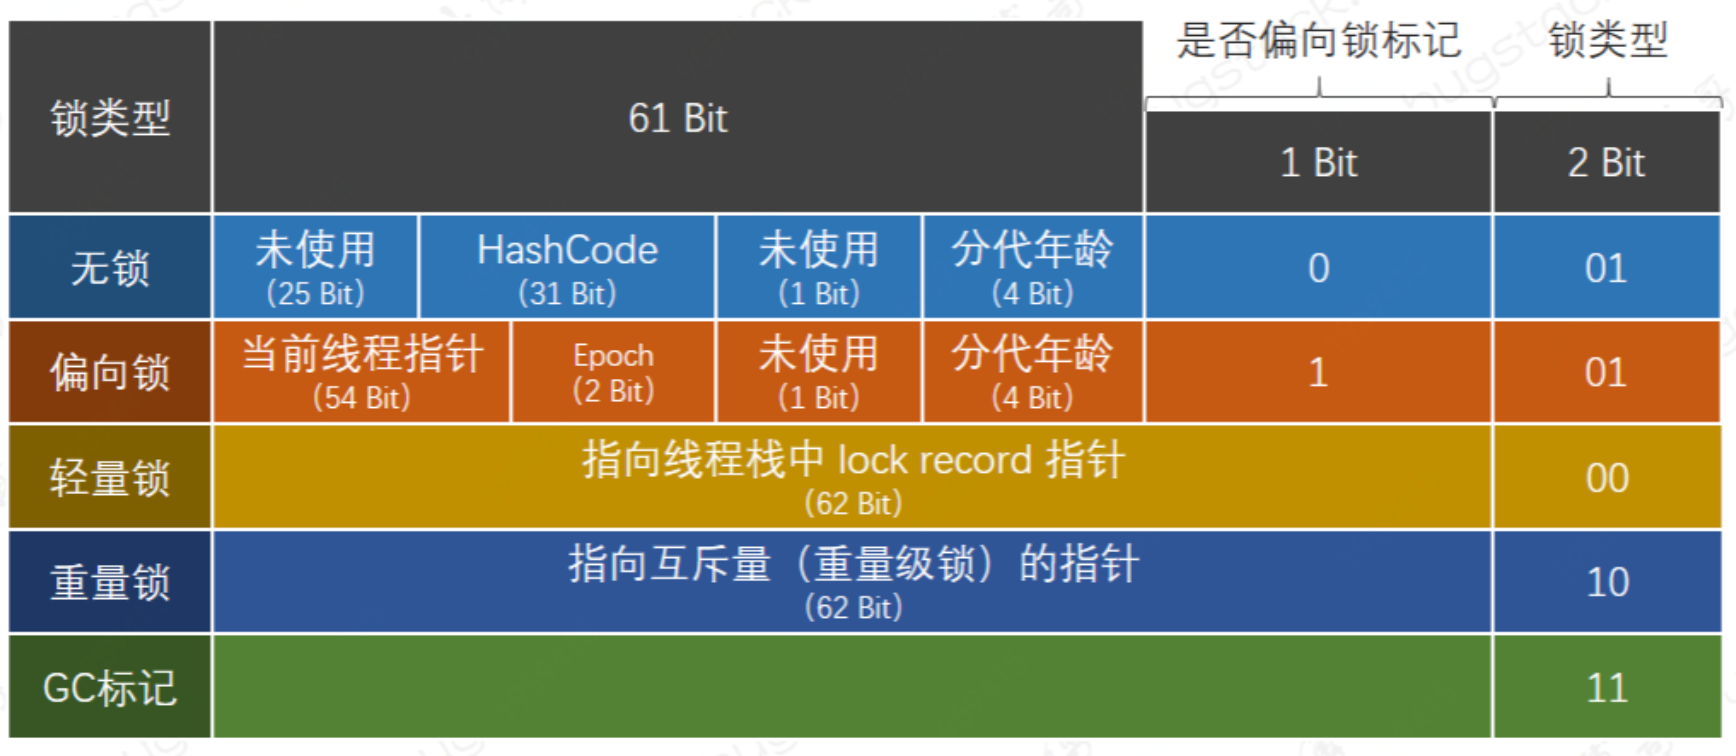 是否偏向锁标记 锁类型
锁类型 61 Bit 1 Bit 2 Bit
无锁 未使用 HashCode 未使用 分代年龄 0 01
(25 Bit) (31 Bit) (1 Bit) (4 Bit)
偏向锁 当前线程指针 Epoch 未使用 分代年龄 1 01
(54 Bit) (2 Bit) (1 Bit) (4 Bit)
轻量锁 指向线程栈中 lock record 指针 00
(62 Bit)
重量锁 指向互斥量（重量级锁）的指针 10
(62 Bit)
GC标记 11